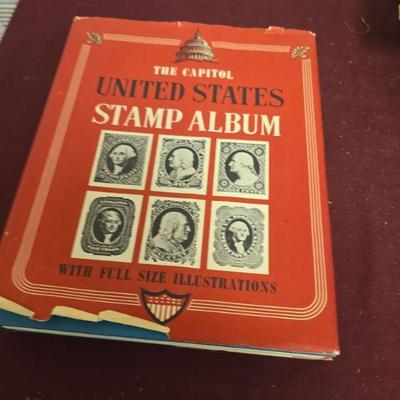 THE CAPITOL
UNITED STATES
STAMP ALBUM
WITH FULL SIZE ILLUSTRATIONS